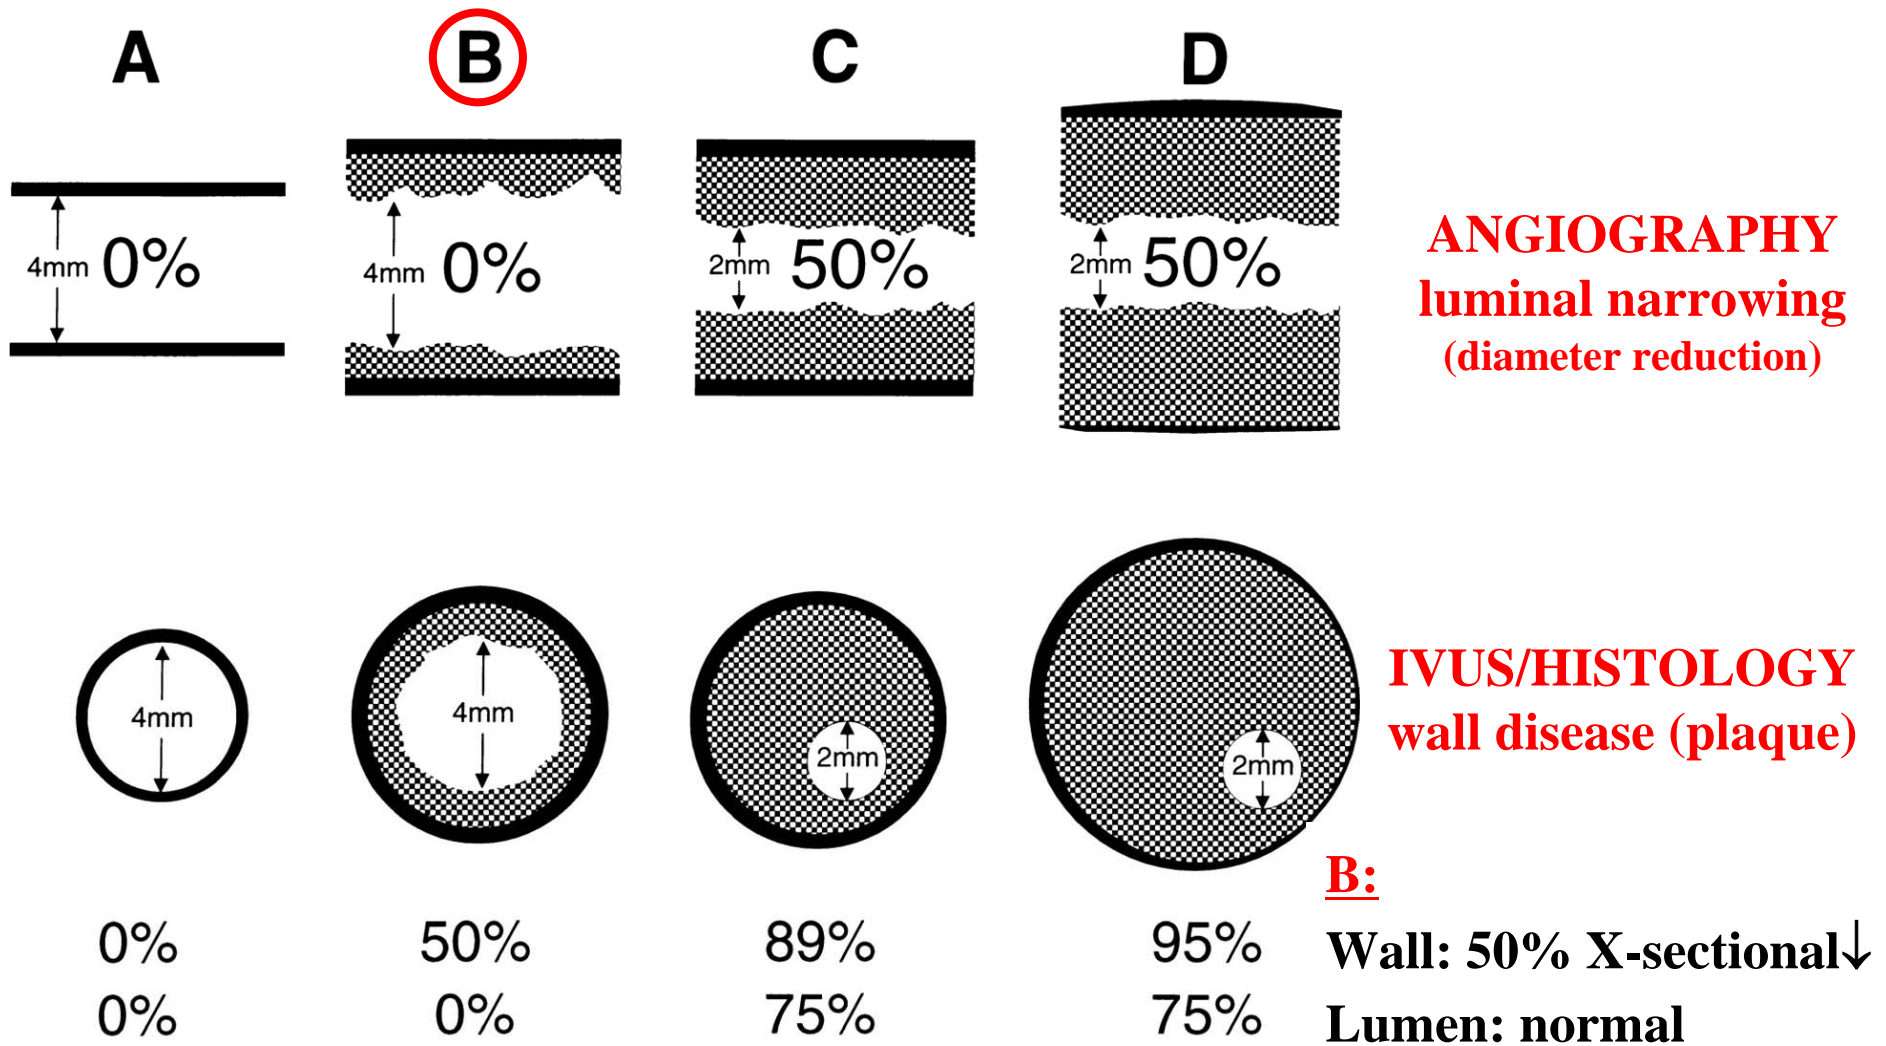 A B C D
4mm 0%
4mm 0%
2mm 50%
2mm 50%
ANGIOGRAPHY
luminal narrowing
(diameter reduction)
4mm
4mm
2mm
2mm
IVUS/HISTOLOGY
wall disease (plaque)
0% 50% 89% 95%
0% 0% 75% 75%
B:
Wall: 50% X-sectional↓
Lumen: normal